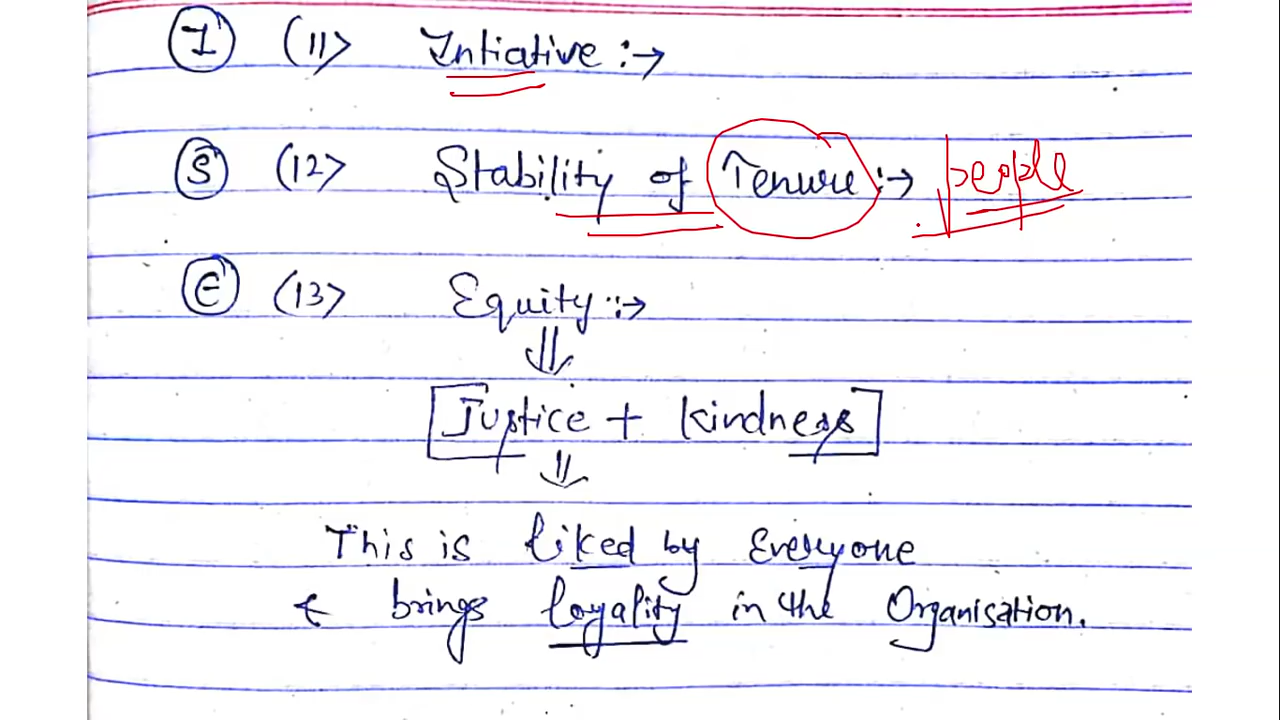 I (11) Intiative :→
S (12) Stability of Tenure :→ people
E (13) Equity :→
⇓
Justice + kindness
⇓
This is liked by Everyone
& brings loyality in the Organisation.